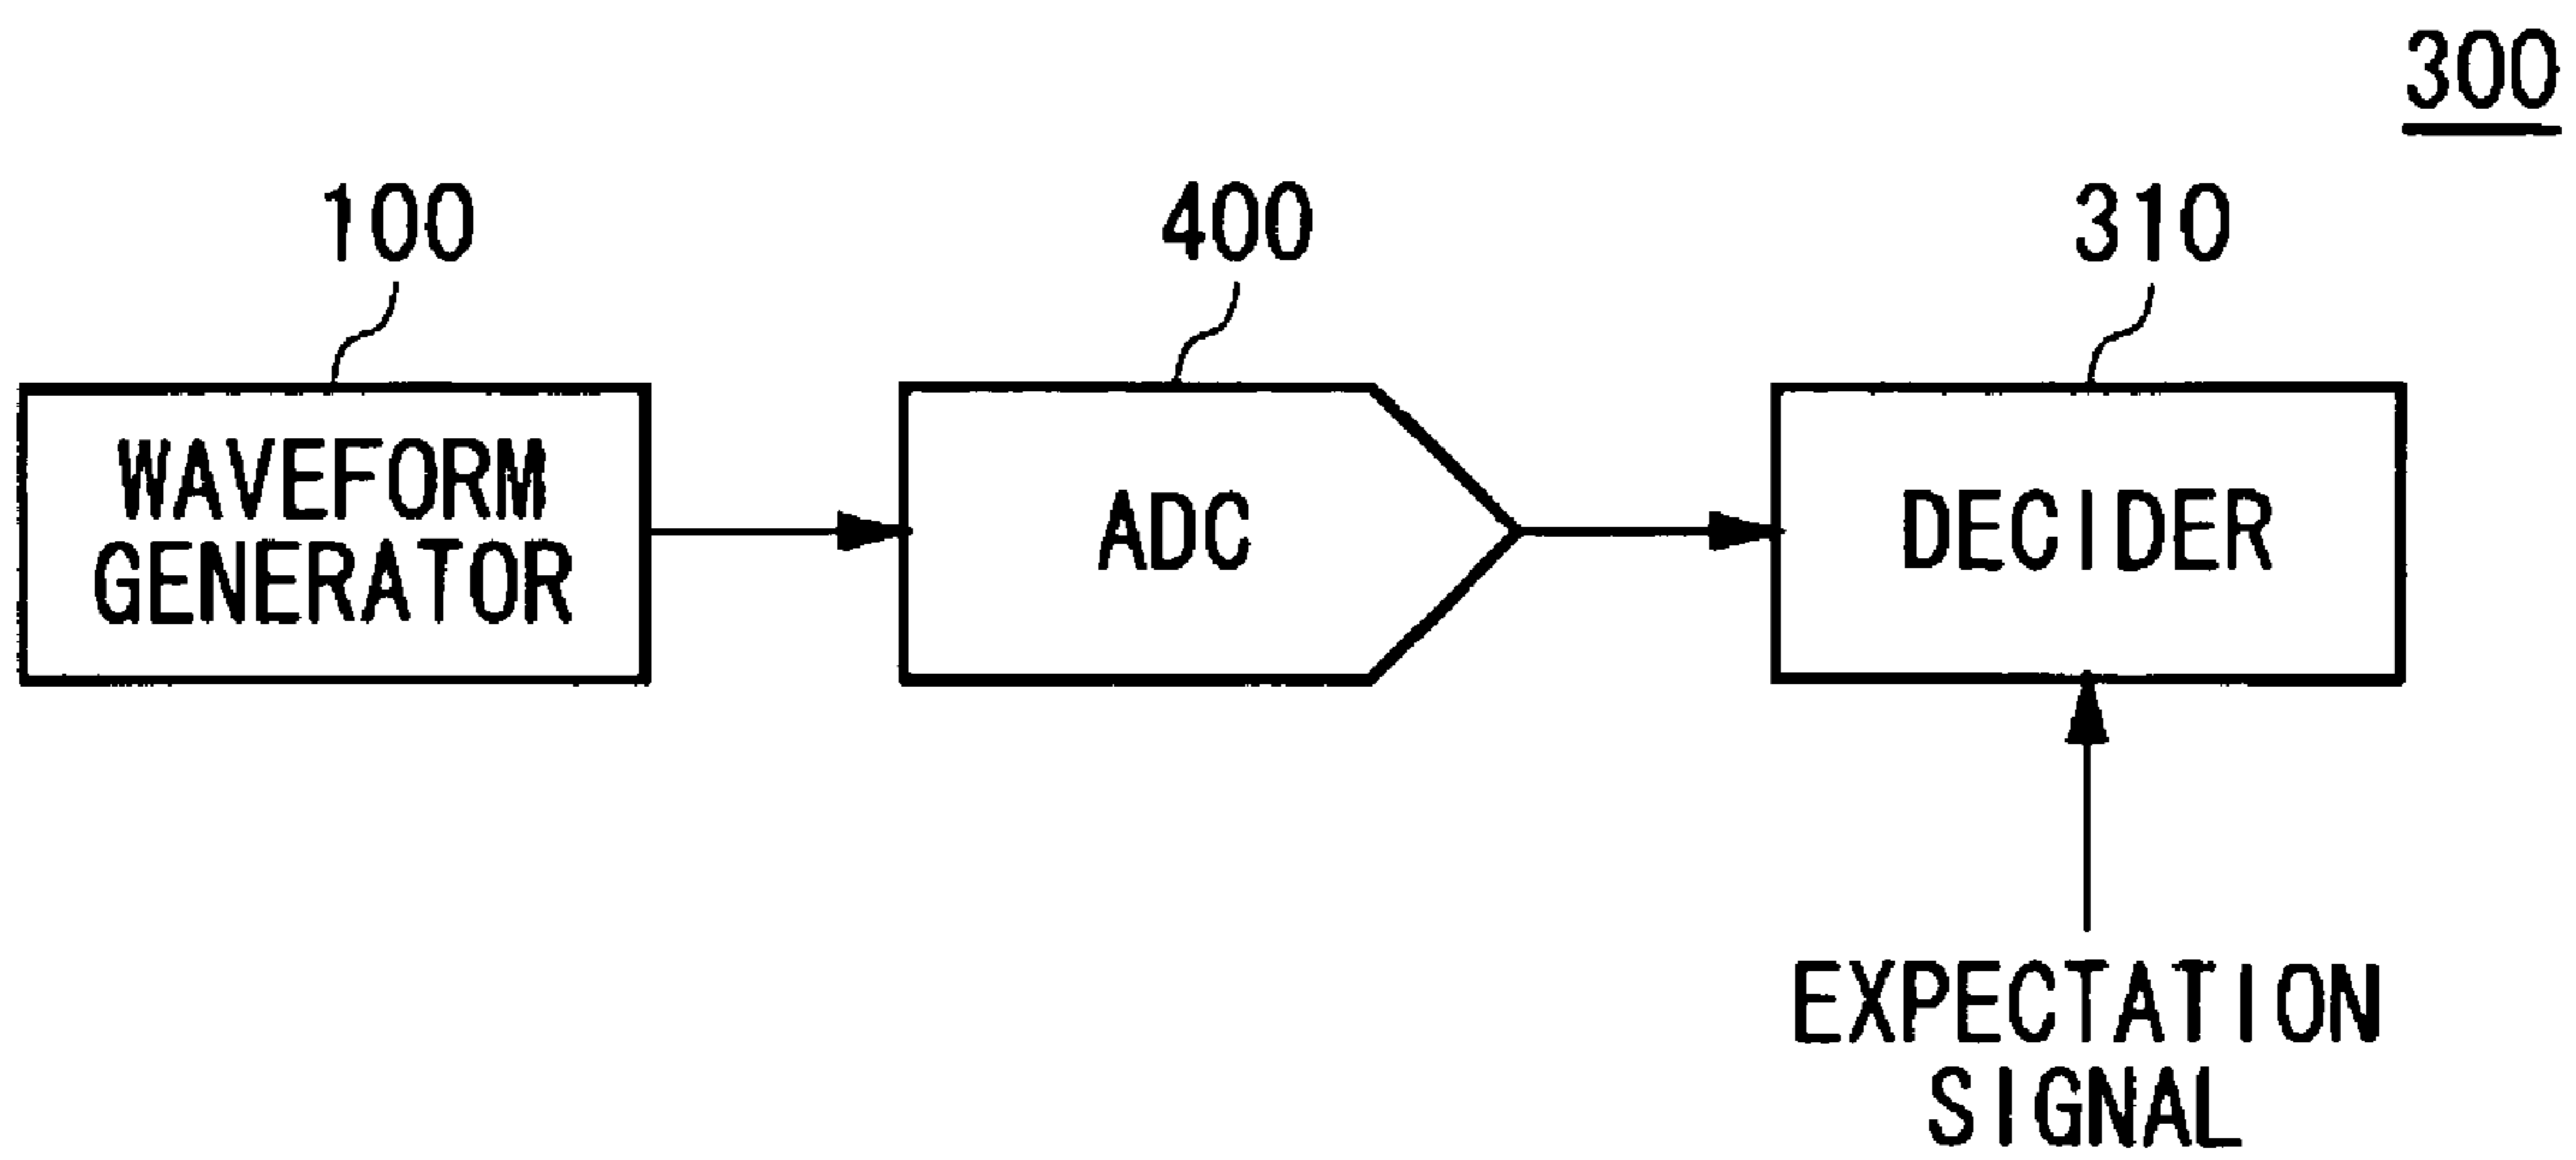 300
100
400
310
WAVEFORM
GENERATOR
ADC
DECIDER
EXPECTATION
SIGNAL